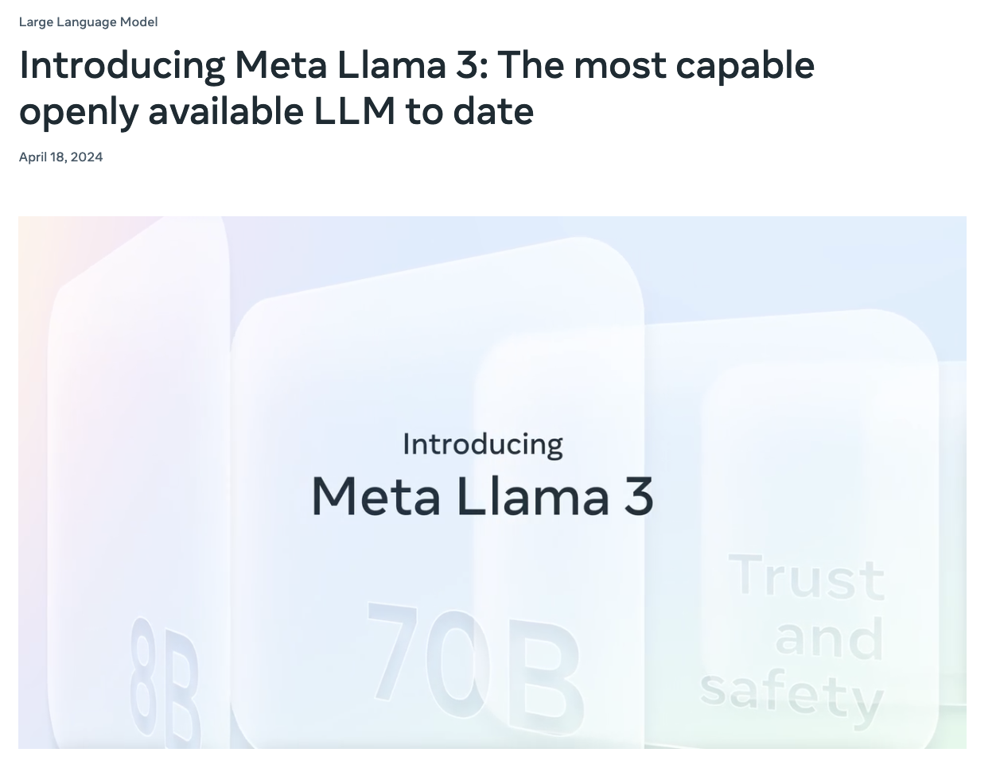 Large Language Model
Introducing Meta Llama 3: The most capable
openly available LLM to date
April 18, 2024
Introducing
Meta Llama 3
8B
70B
Trust
and
safety